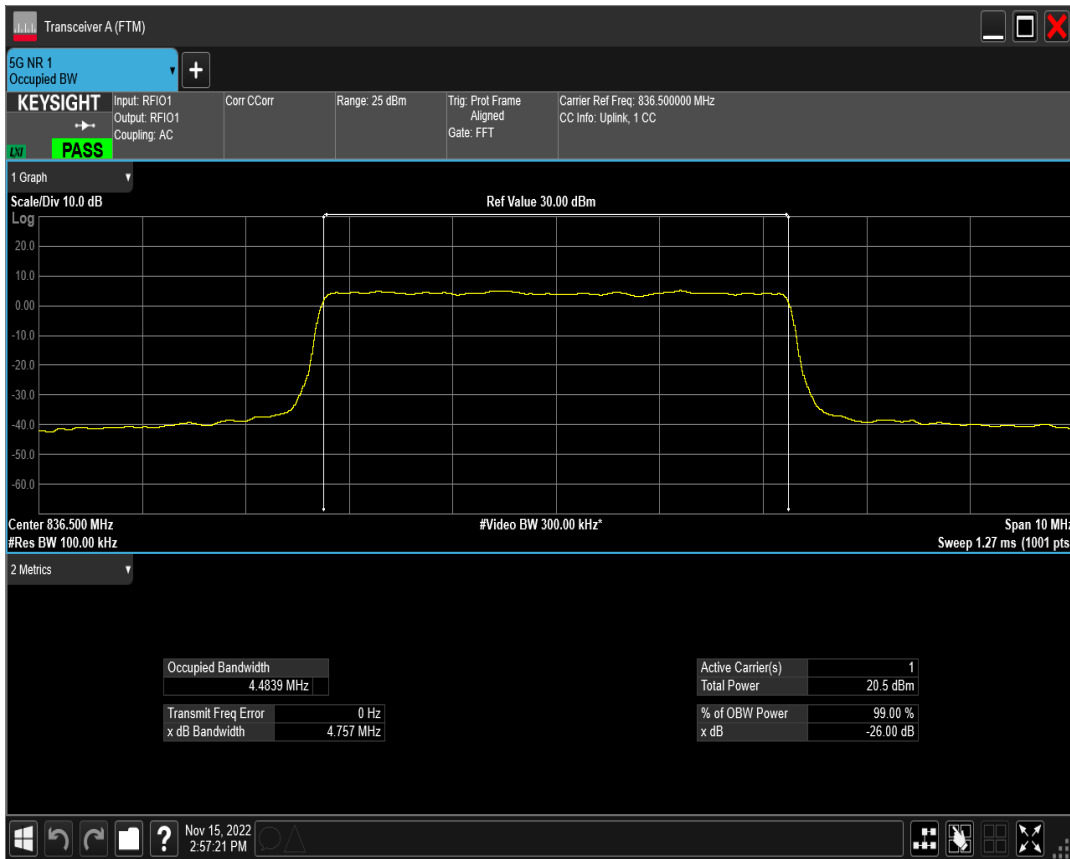 Transceiver A (FTM)
5G NR 1
Occupied BW
+
KEYSIGHT
LXI
PASS
Input: RFIO1
Output: RFIO1
Coupling: AC
Corr CCorr
Range: 25 dBm
Trig: Prot Frame
Aligned
Gate: FFT
Carrier Ref Freq: 836.500000 MHz
CC Info: Uplink, 1 CC
1 Graph
Scale/Div 10.0 dB
Ref Value 30.00 dBm
Log
20.0
10.0
0.00
-10.0
-20.0
-30.0
-40.0
-50.0
-60.0
Center 836.500 MHz
#Video BW 300.00 kHz*
Span 10 MHz
#Res BW 100.00 kHz
Sweep 1.27 ms (1001 pts
2 Metrics
Occupied Bandwidth
4.4839 MHz
Transmit Freq Error 0 Hz
x dB Bandwidth 4.757 MHz
Active Carrier(s) 1
Total Power 20.5 dBm
% of OBW Power 99.00 %
x dB -26.00 dB
?
Nov 15, 2022
2:57:21 PM